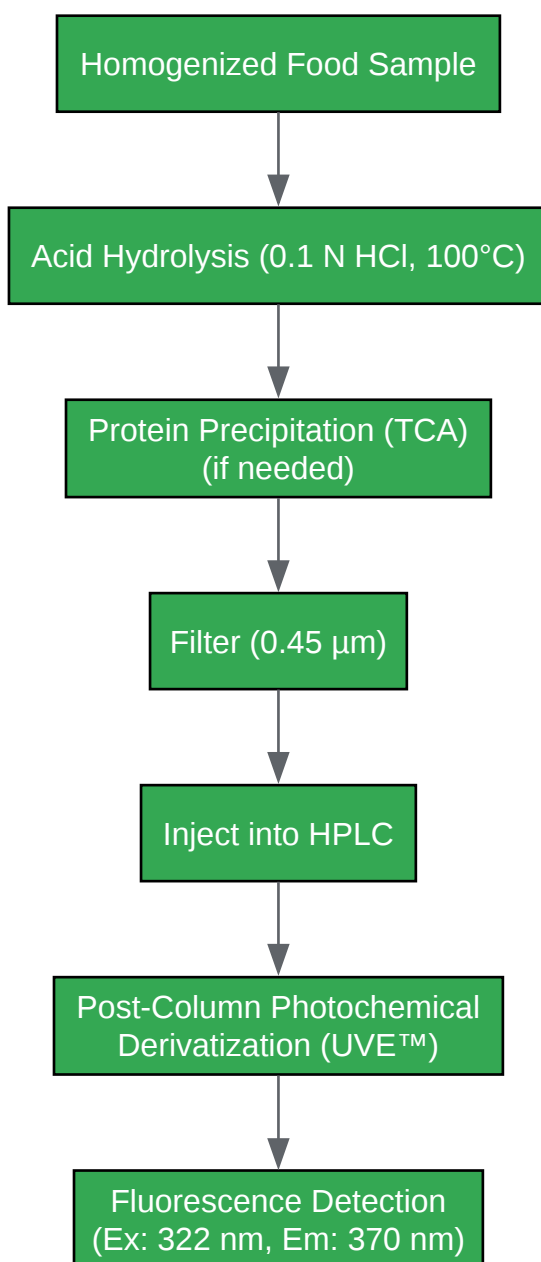 Homogenized Food Sample
Acid Hydrolysis (0.1 N HCl, 100°C)
Protein Precipitation (TCA)
(if needed)
Filter (0.45 µm)
Inject into HPLC
Post-Column Photochemical
Derivatization (UVE™)
Fluorescence Detection
(Ex: 322 nm, Em: 370 nm)